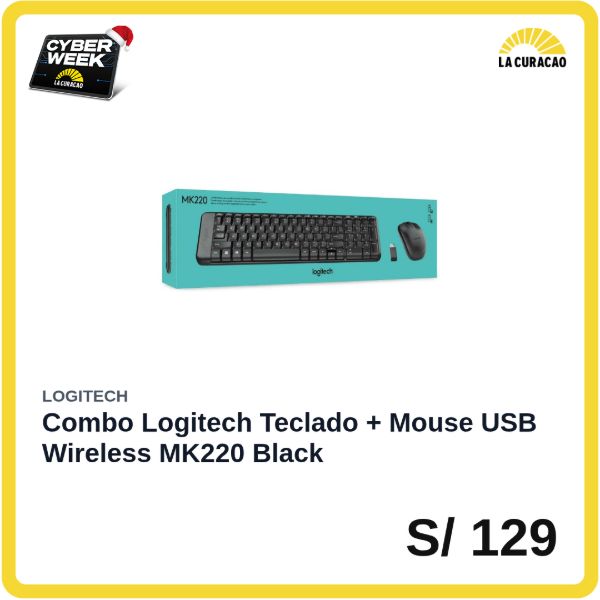 CYBER
WEEK
LA CURACAO
LA CURACAO
MK220
logitech
LOGITECH
Combo Logitech Teclado + Mouse USB
Wireless MK220 Black
S/ 129